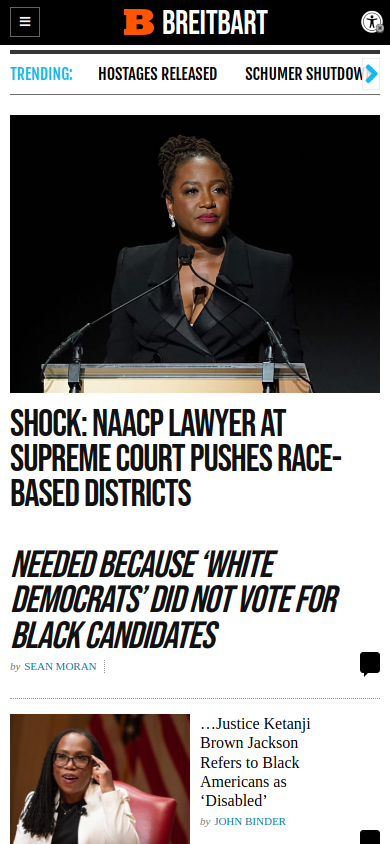 BREITBART
TRENDING:
HOSTAGES RELEASED
SCHUMER SHUTDOW
SHOCK: NAACP LAWYER AT
SUPREME COURT PUSHES RACE-
BASED DISTRICTS
NEEDED BECAUSE ‘WHITE
DEMOCRATS’ DID NOT VOTE FOR
BLACK CANDIDATES
by SEAN MORAN
…Justice Ketanji
Brown Jackson
Refers to Black
Americans as
‘Disabled’
by JOHN BINDER